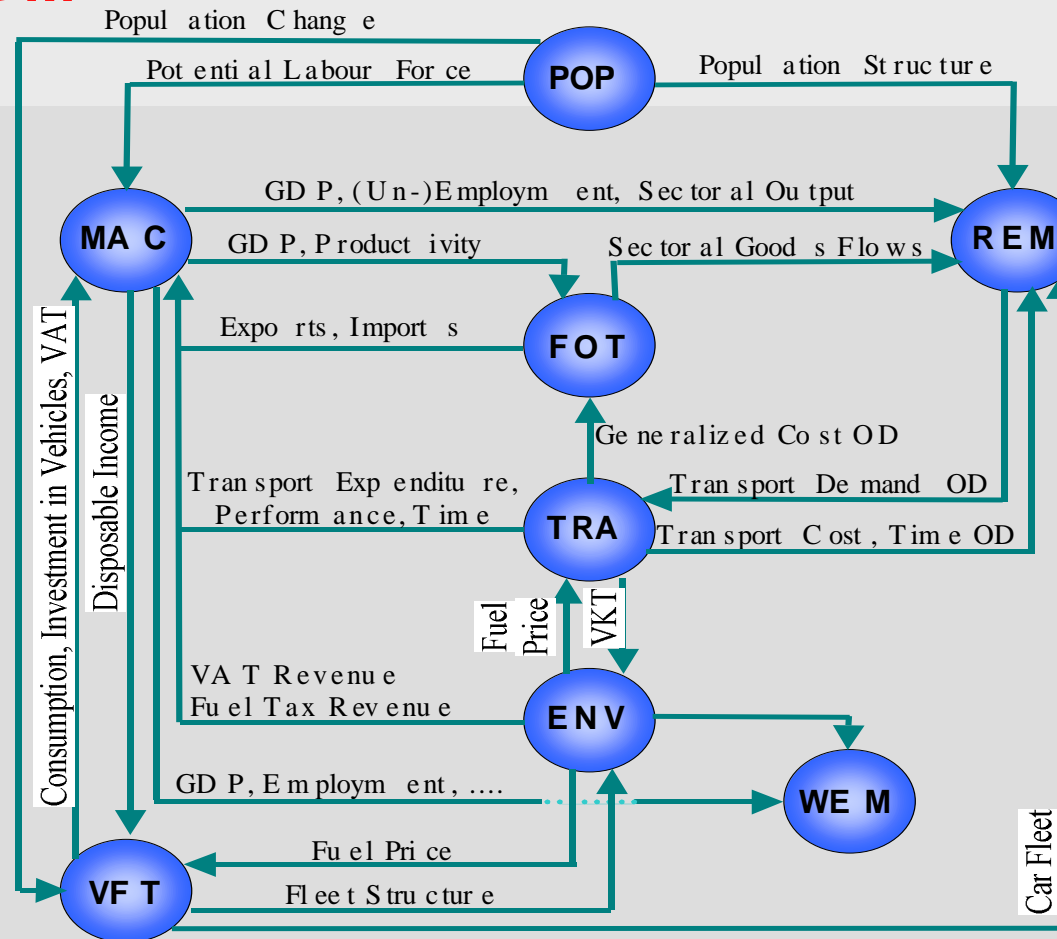 Population Change
Potential Labour Force
POP
Population Structure
MAC
GDP, (Un-)Employment, Sectoral Output
REM
GDP, Productivity
Sectoral Goods Flows
Exports, Imports
FOT
Consumption, Investment in Vehicles, VAT
Disposable Income
Generalized Cost OD
Transport Expenditure,
Performance, Time
TRA
Transport Demand OD
Transport Cost, Time OD
Fuel
Price
VKT
VAT Revenue
Fuel Tax Revenue
ENV
GDP, Employment, ....
WEM
Fuel Price
VFT
Fleet Structure
Car Fleet